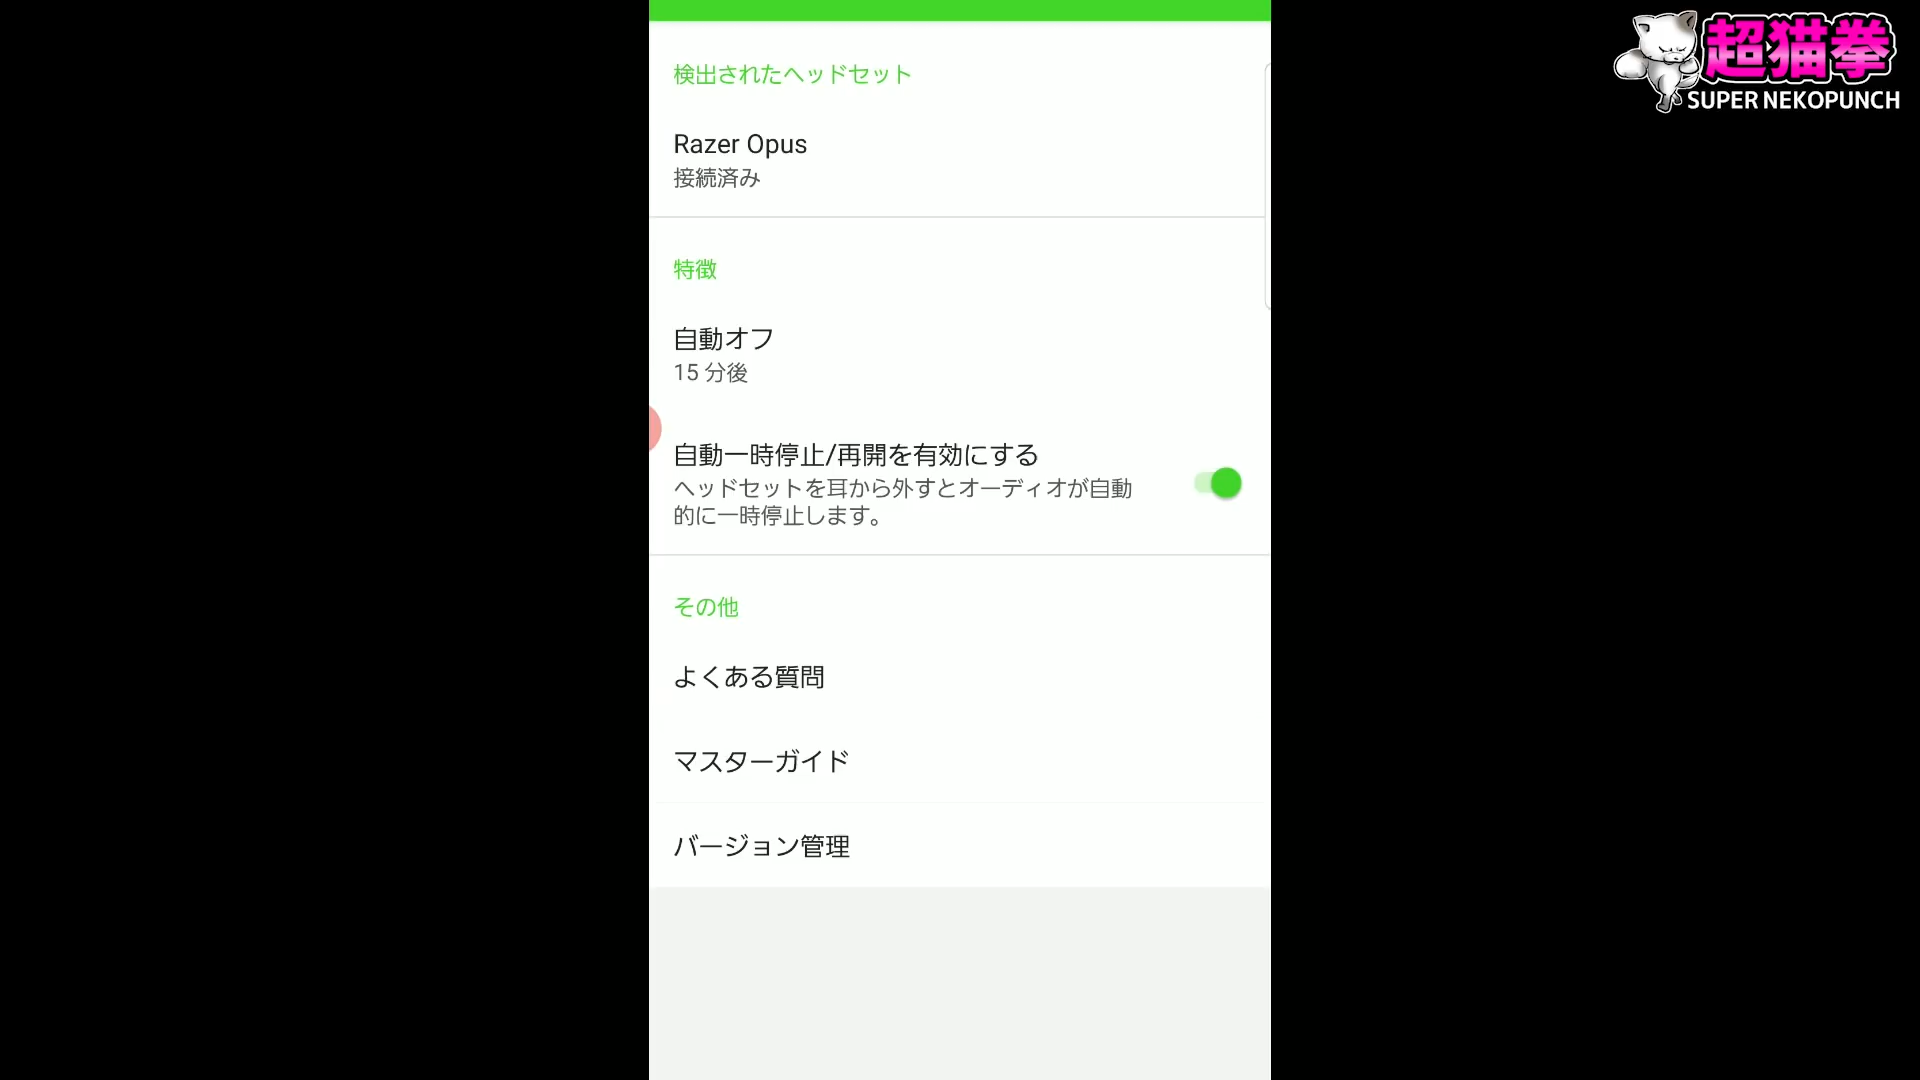 検出されたヘッドセット
Razer Opus
接続済み
特徴
自動オフ
15 分後
自動一時停止/再開を有効にする
ヘッドセットを耳から外すとオーディオが自動
的に一時停止します。
その他
よくある質問
マスターガイド
バージョン管理
超猫拳
SUPER NEKOPUNCH